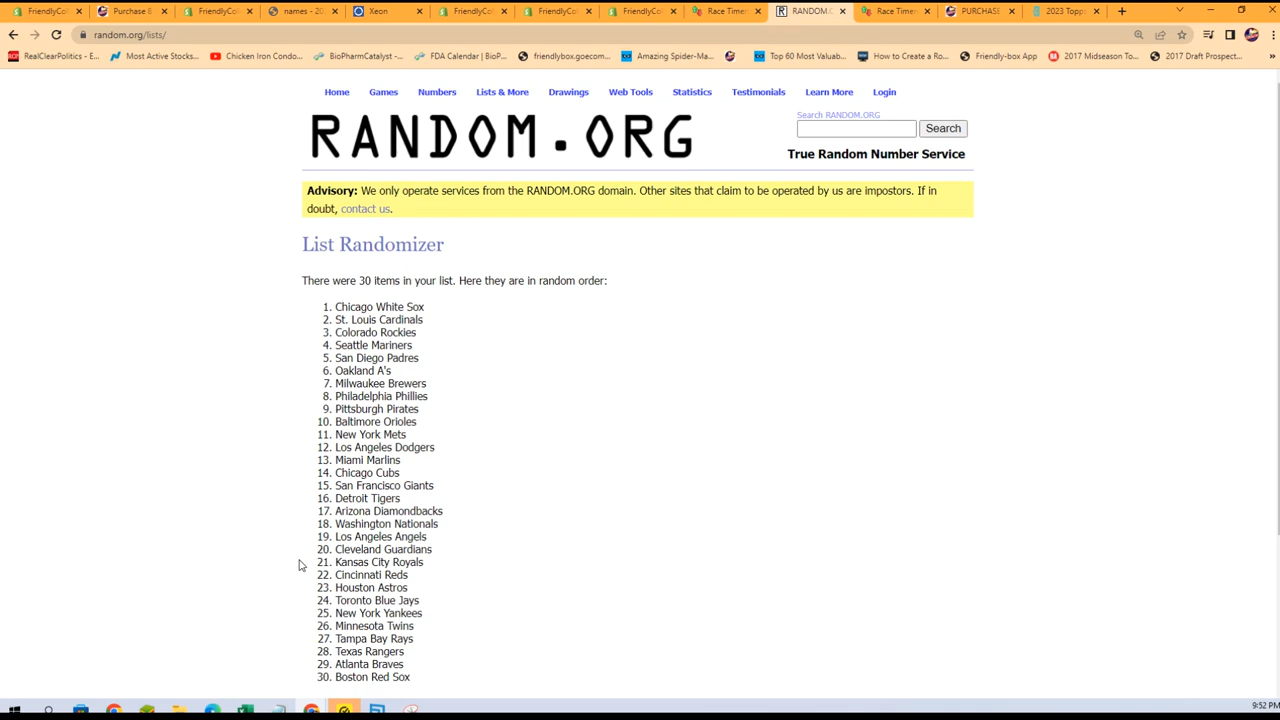 FriendlyCo
Purchase 8
FriendlyCo
names - 20
Xeon
FriendlyCo
FriendlyCo
FriendlyCo
Race Timer
RANDOM.O
Race Timer
PURCHASE
2023 Topp
random.org/lists/
RealClearPolitics - E...
Most Active Stocks...
Chicken Iron Condo...
BioPharmCatalyst -...
FDA Calendar | BioP...
friendlybox.goecom...
Amazing Spider-Ma...
Top 60 Most Valuab...
How to Create a Ro...
Friendly-box App
2017 Midseason To...
2017 Draft Prospect...
»
Home Games Numbers Lists & More Drawings Web Tools Statistics Testimonials Learn More Login
RANDOM.ORG
Search RANDOM.ORG
Search
True Random Number Service
Advisory: We only operate services from the RANDOM.ORG domain. Other sites that claim to be operated by us are impostors. If in
doubt, contact us.
List Randomizer
There were 30 items in your list. Here they are in random order:
1. Chicago White Sox
2. St. Louis Cardinals
3. Colorado Rockies
4. Seattle Mariners
5. San Diego Padres
6. Oakland A's
7. Milwaukee Brewers
8. Philadelphia Phillies
9. Pittsburgh Pirates
10. Baltimore Orioles
11. New York Mets
12. Los Angeles Dodgers
13. Miami Marlins
14. Chicago Cubs
15. San Francisco Giants
16. Detroit Tigers
17. Arizona Diamondbacks
18. Washington Nationals
19. Los Angeles Angels
20. Cleveland Guardians
21. Kansas City Royals
22. Cincinnati Reds
23. Houston Astros
24. Toronto Blue Jays
25. New York Yankees
26. Minnesota Twins
27. Tampa Bay Rays
28. Texas Rangers
29. Atlanta Braves
30. Boston Red Sox
9:52 PM